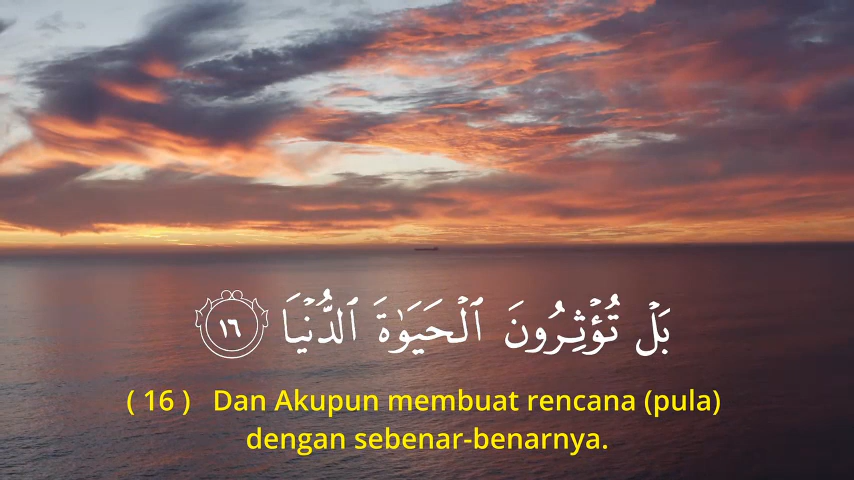 بَلْ تُؤْثِرُونَ ٱلْحَيَوٰةَ ٱلدُّنْيَا ١٦
( 16 ) Dan Akupun membuat rencana (pula)
dengan sebenar-benarnya.